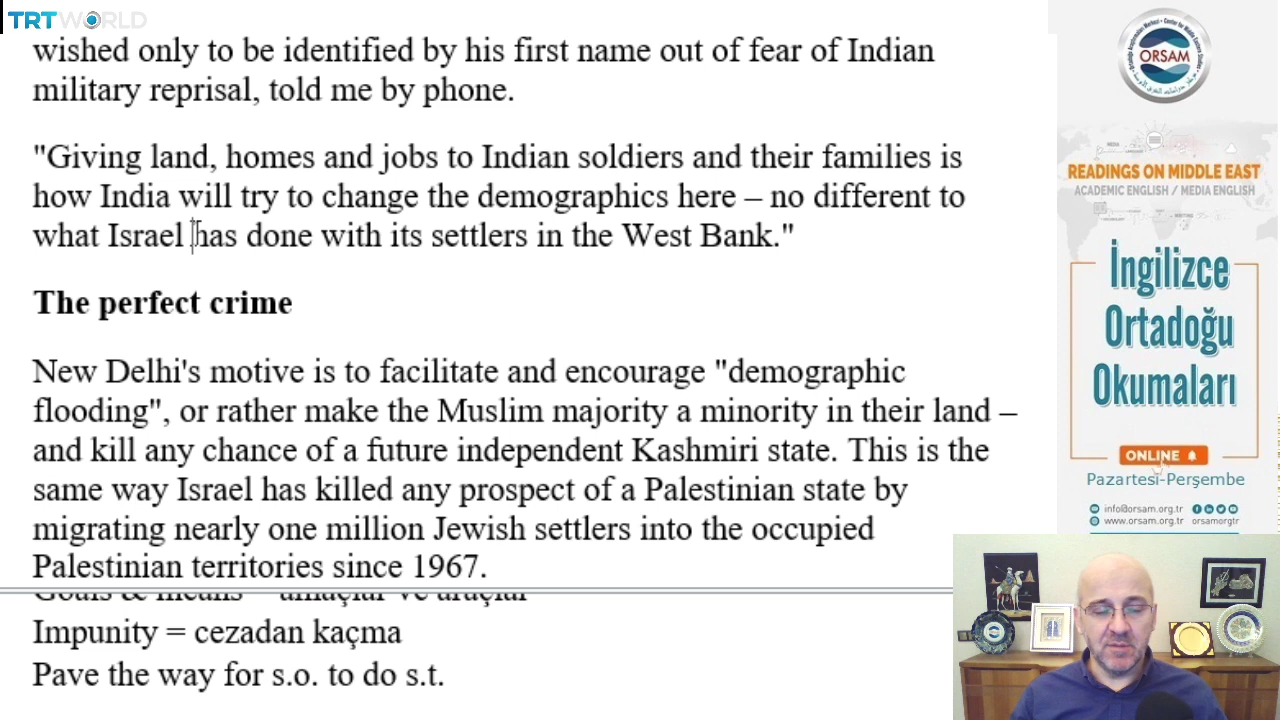 TRT WORLD
wished only to be identified by his first name out of fear of Indian
military reprisal, told me by phone.
"Giving land, homes and jobs to Indian soldiers and their families is
how India will try to change the demographics here – no different to
what Israel has done with its settlers in the West Bank."
The perfect crime
New Delhi's motive is to facilitate and encourage "demographic
flooding", or rather make the Muslim majority a minority in their land –
and kill any chance of a future independent Kashmiri state. This is the
same way Israel has killed any prospect of a Palestinian state by
migrating nearly one million Jewish settlers into the occupied
Palestinian territories since 1967.
Goals & means = amaçlar ve araçlar
Impunity = cezadan kaçma
Pave the way for s.o. to do s.t.
ORSAM
READINGS ON MIDDLE EAST
ACADEMIC ENGLISH / MEDIA ENGLISH
İngilizce
Ortadoğu
Okumaları
ONLINE
Pazartesi-Perşembe
info@orsam.org.tr
www.orsam.org.tr orsamorgtr